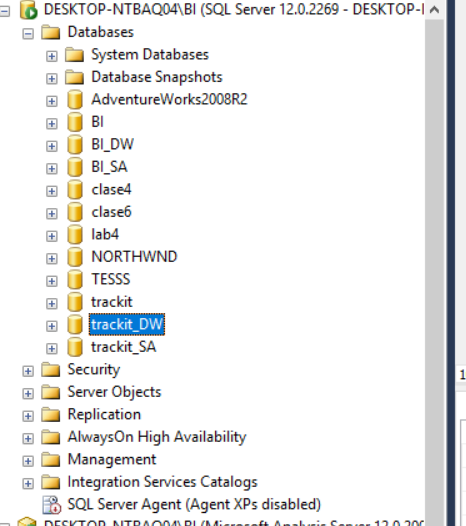 DESKTOP-NTBAQ04\BI (SQL Server 12.0.2269 - DESKTOP-
Databases
System Databases
Database Snapshots
AdventureWorks2008R2
BI
BI_DW
BI_SA
clase4
clase6
lab4
NORTHWND
TESSS
trackit
trackit_DW
trackit_SA
Security
Server Objects
Replication
AlwaysOn High Availability
Management
Integration Services Catalogs
SQL Server Agent (Agent XPs disabled)
DESKTOP-NTBAQ04\BI (Microsoft Analysis Server 12.0.200
1